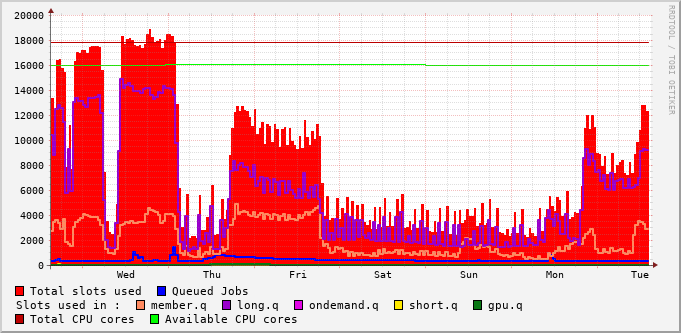 RRDTOOL / TOBI OETIKER
20000
18000
16000
14000
12000
10000
8000
6000
4000
2000
0
Wed Thu Fri Sat Sun Mon Tue
Total slots used Queued Jobs
Slots used in : member.q long.q ondemand.q short.q gpu.q
Total CPU cores Available CPU cores